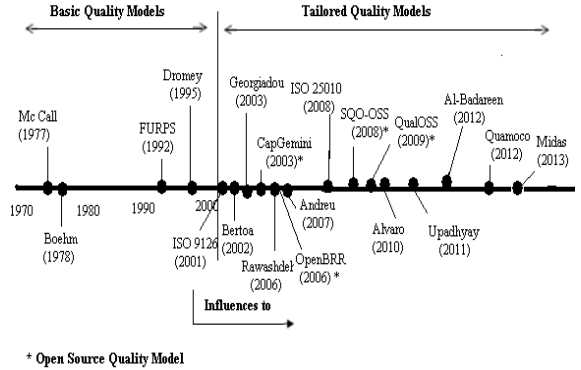 Basic Quality Models
Tailored Quality Models
Dromey
(1995)
Georgiadou
(2003)
ISO 25010
(2008)
Al-Badareen
(2012)
Mc Call
(1977)
FURPS
(1992)
CapGemini
(2003)*
SQO-OSS
(2008)*
QualOSS
(2009)*
Quamoco
(2012)
Midas
(2013)
1970
1980
1990
2000
Boehm
(1978)
ISO 9126
(2001)
Bertoa
(2002)
Rawashdeh
(2006)
OpenBRR
(2006) *
Andreu
(2007)
Alvaro
(2010)
Upadhyay
(2011)
Influences to
* Open Source Quality Model